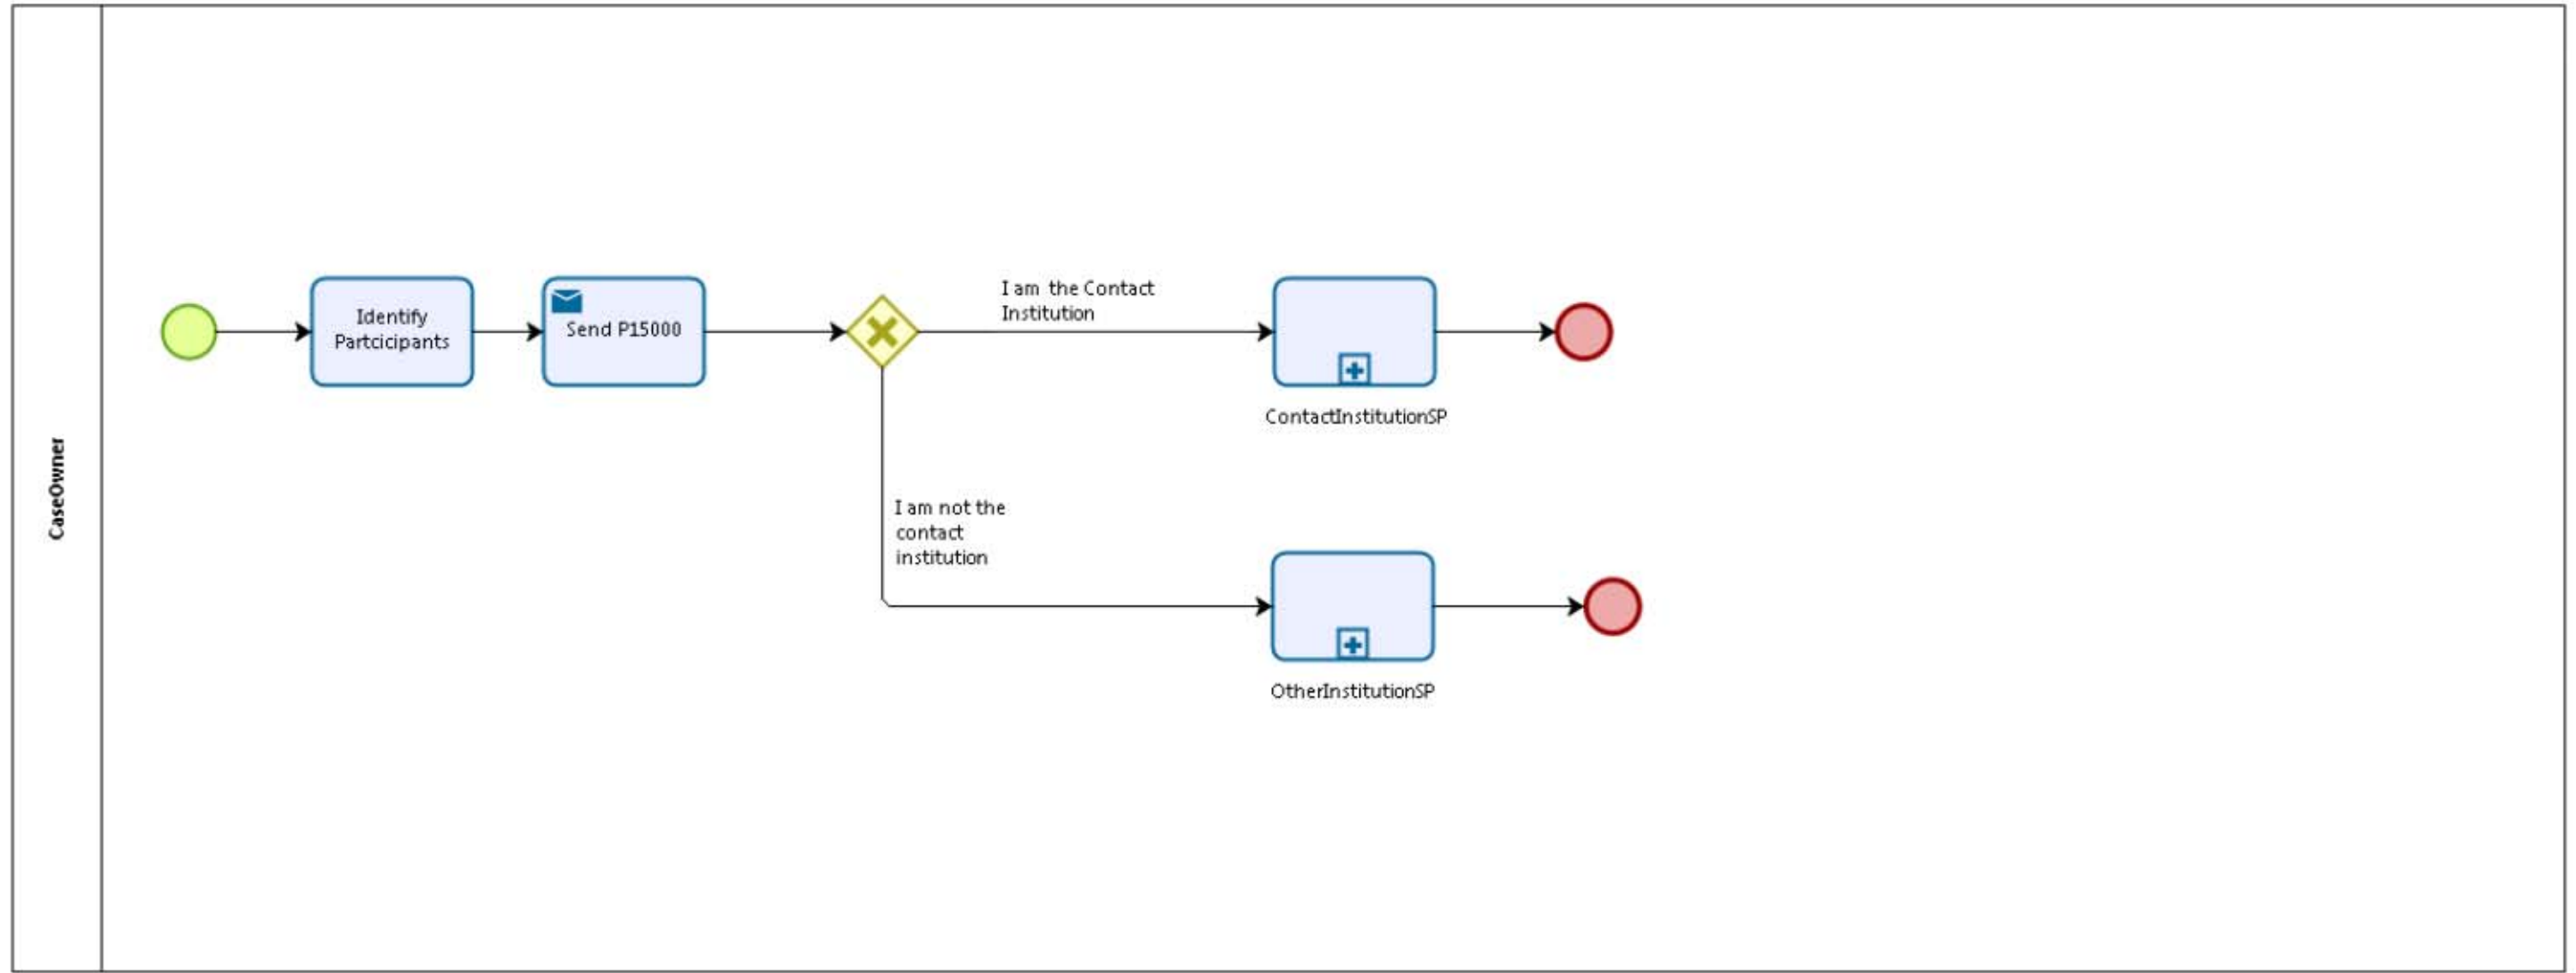 CaseOwner
Identify
Partcicipants
Send P15000
I am the Contact
Institution
ContactInstitutionSP
I am not the
contact
institution
OtherInstitutionSP